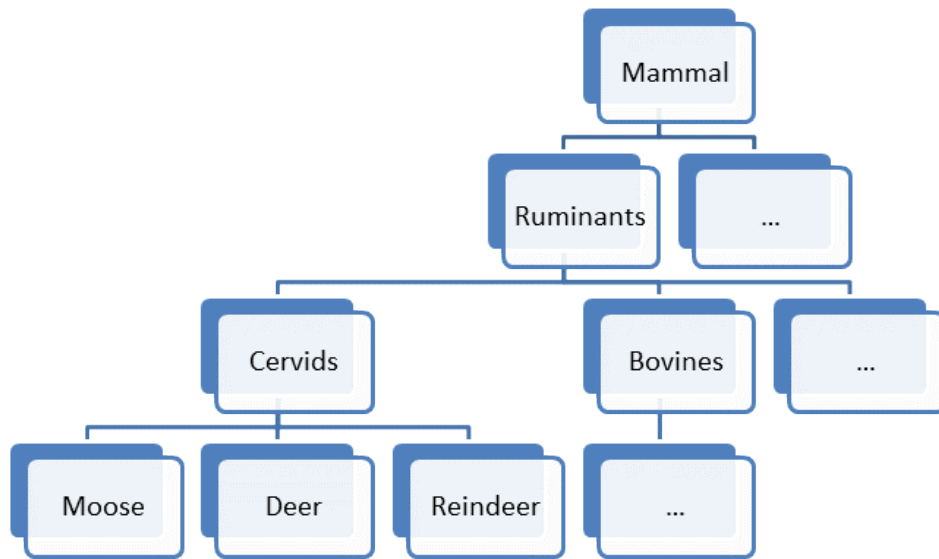 Mammal
Ruminants
...
Cervids
Bovines
...
Moose
Deer
Reindeer
...